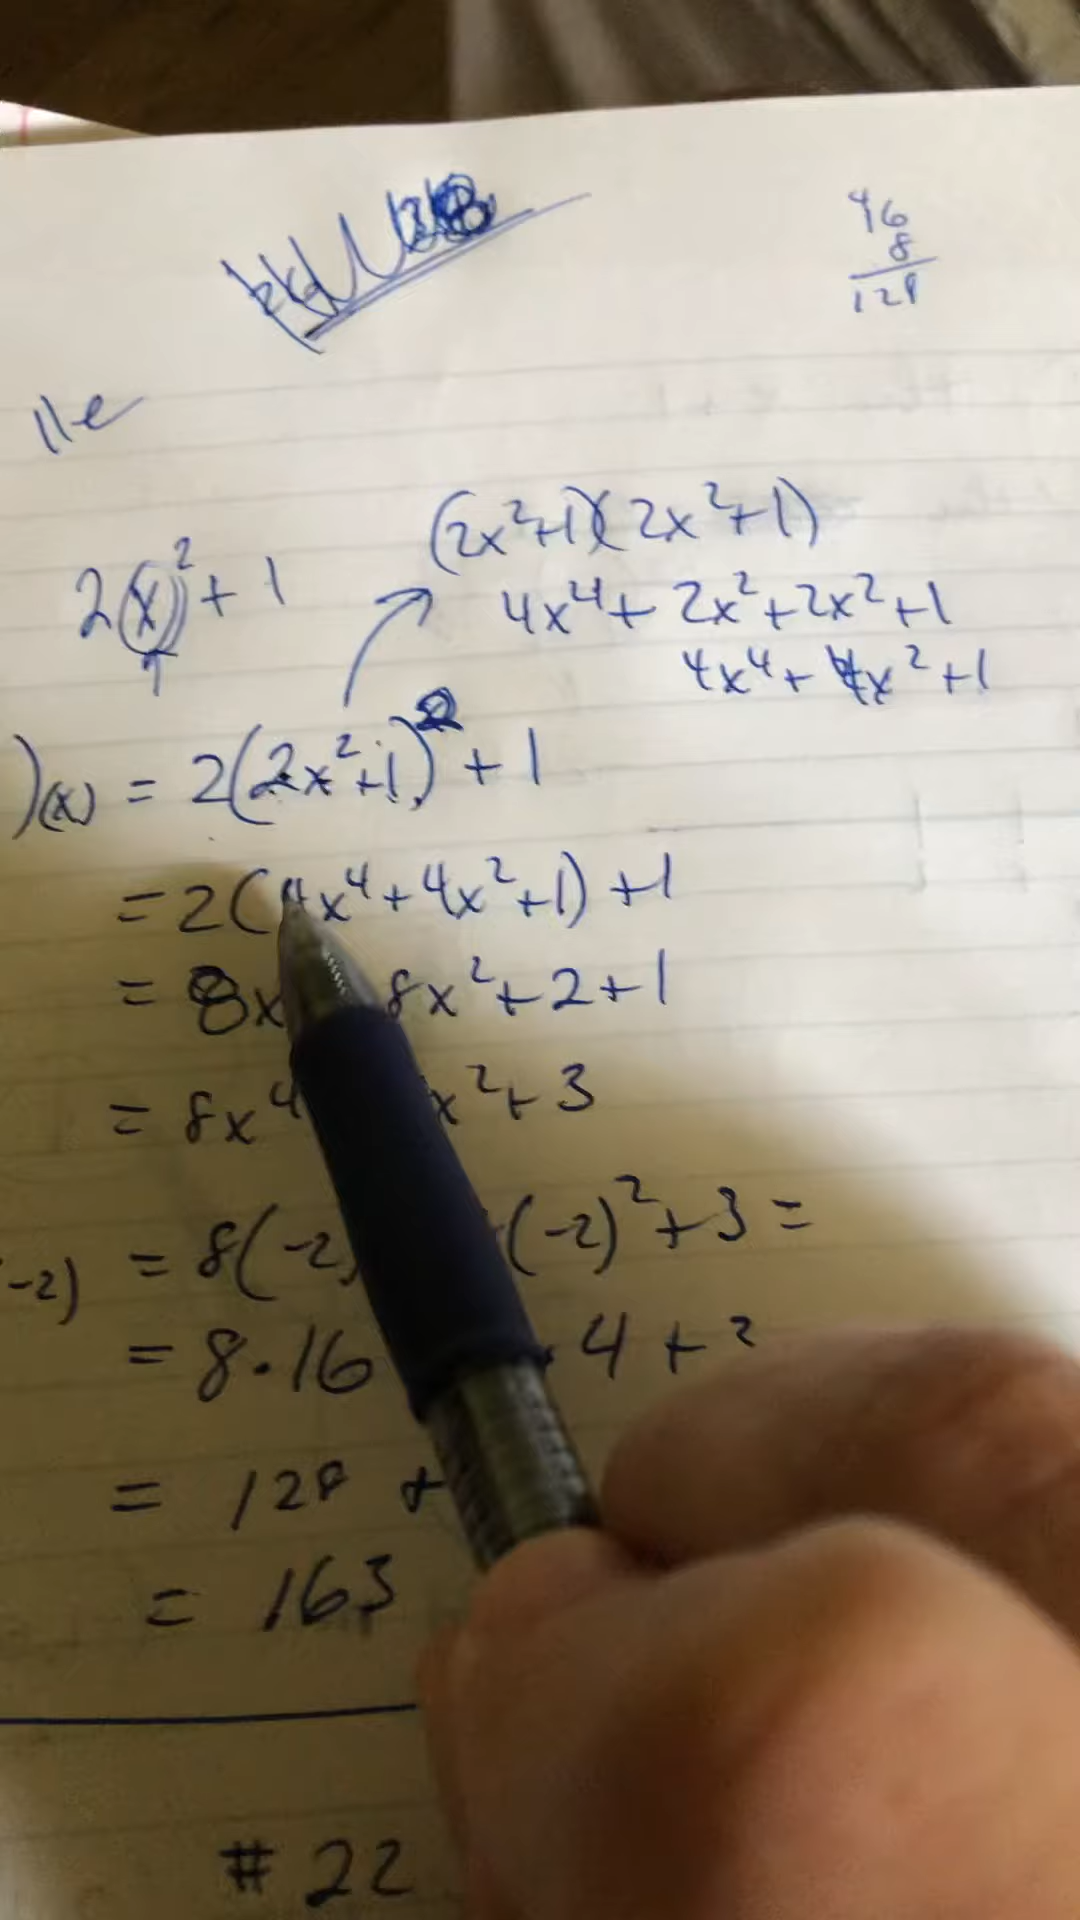 46
8
128
11e
(2x²+1)(2x²+1)
2(x)²+1
4x⁴+ 2x²+2x²+1
4x⁴+ 4x²+1
)(x) = 2(2x²+1)² +1
=2(4x⁴+4x²+1)+1
= 8x 8x²+2+1
= 8x⁴ x²+3
-2) = 8(-2) (-2)²+3=
= 8·16 ·4+
= 128 +
= 163
# 22